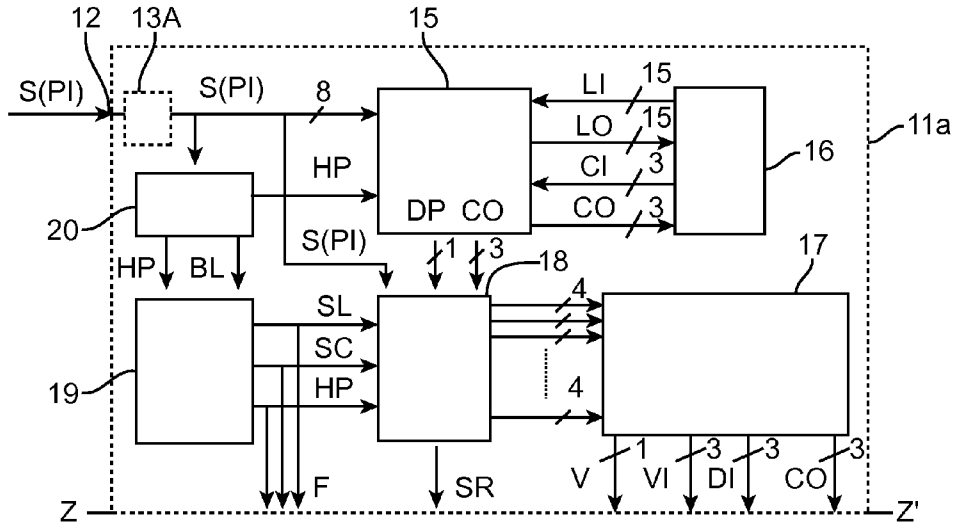 12 13A 15
S(PI) S(PI) 8 LI 15
LO 15 11a
HP CI 3 16
20 DP CO CO 3
S(PI) 1 3 18 17
HP BL
SL 4
SC
19 HP 4
1 3 3 3
F SR V VI DI CO
Z Z'